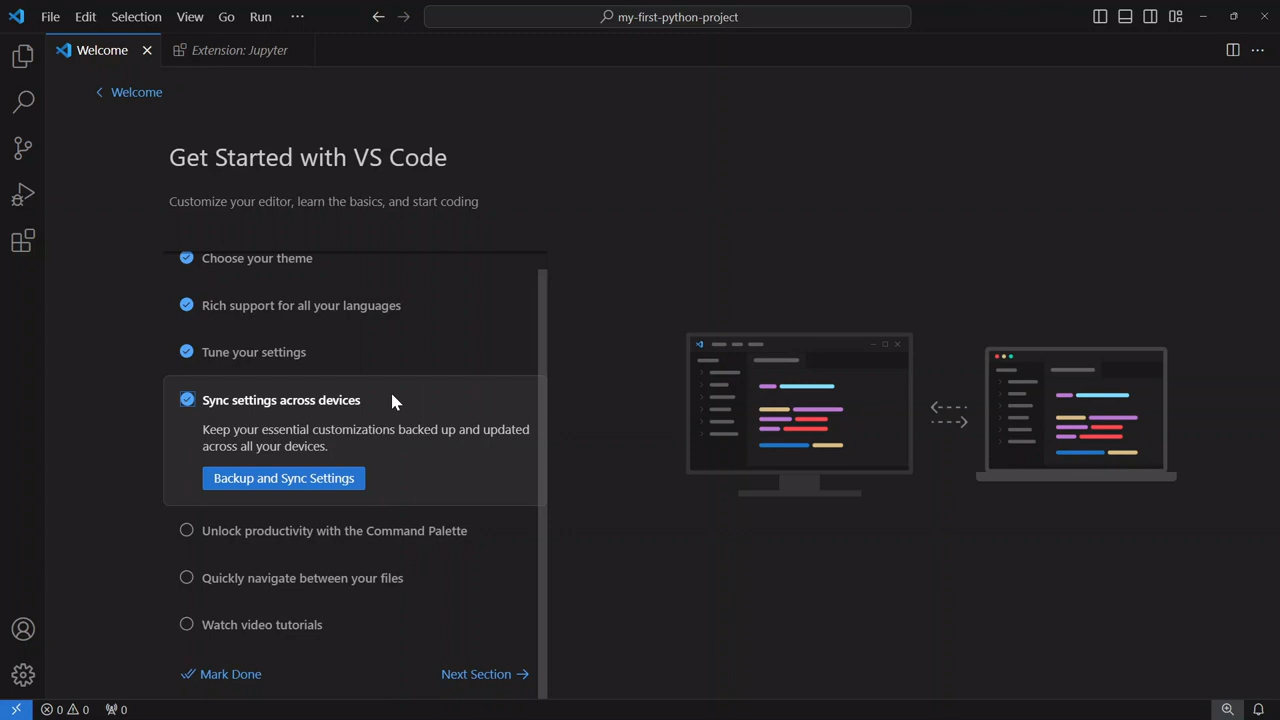 File Edit Selection View Go Run ···
my-first-python-project
Welcome
Extension: Jupyter
Welcome
Get Started with VS Code
Customize your editor, learn the basics, and start coding
Choose your theme
Rich support for all your languages
Tune your settings
Sync settings across devices
Keep your essential customizations backed up and updated
across all your devices.
Backup and Sync Settings
Unlock productivity with the Command Palette
Quickly navigate between your files
Watch video tutorials
Mark Done
Next Section
0 0 0